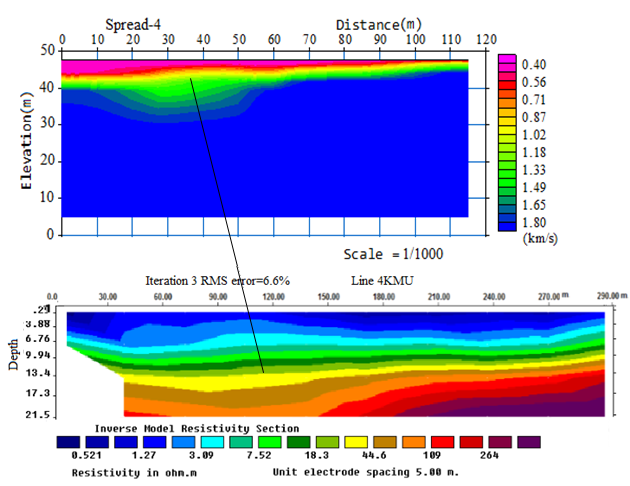 Spread-4 Distance(m)
0 10 20 30 40 50 60 70 80 90 100 110 120
Elevation(m)
50
40
30
20
10
0
0.40
0.56
0.71
0.87
1.02
1.18
1.33
1.49
1.65
1.80
(km/s)
Scale =1/1000
Iteration 3 RMS error=6.6% Line 4KMU
0.0 30.00 60.00 90.00 120.00 150.00 180.00 210.00 240.00 270.00 m 290.00 m
Depth
.29
3.88
6.76
9.94
13.4
17.3
21.5
Inverse Model Resistivity Section
0.521 1.27 3.09 7.52 18.3 44.6 109 264
Resistivity in ohm.m Unit electrode spacing 5.00 m.